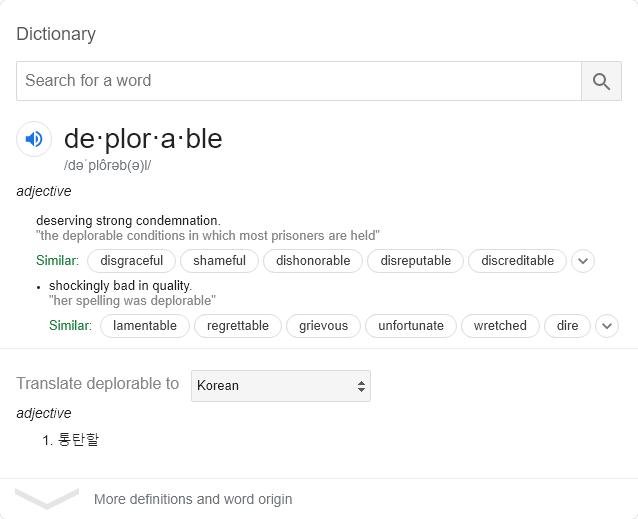 Dictionary
Search for a word
de·plor·a·ble
/dəˈplôrəb(ə)l/
adjective
deserving strong condemnation.
"the deplorable conditions in which most prisoners are held"
Similar: disgraceful shameful dishonorable disreputable discreditable
• shockingly bad in quality.
"her spelling was deplorable"
Similar: lamentable regrettable grievous unfortunate wretched dire
Translate deplorable to Korean
adjective
1. 통탄할
More definitions and word origin